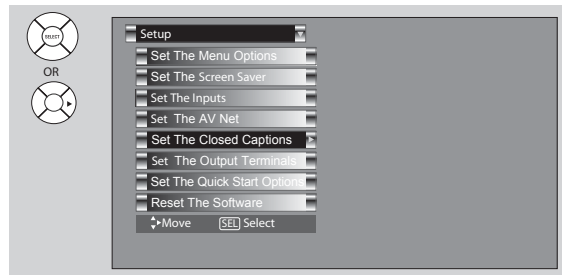 SELECT
OR
Setup
Set The Menu Options
Set The Screen Saver
Set The Inputs
Set The AV Net
Set The Closed Captions
Set The Output Terminals
Set The Quick Start Options
Reset The Software
Move SEL Select